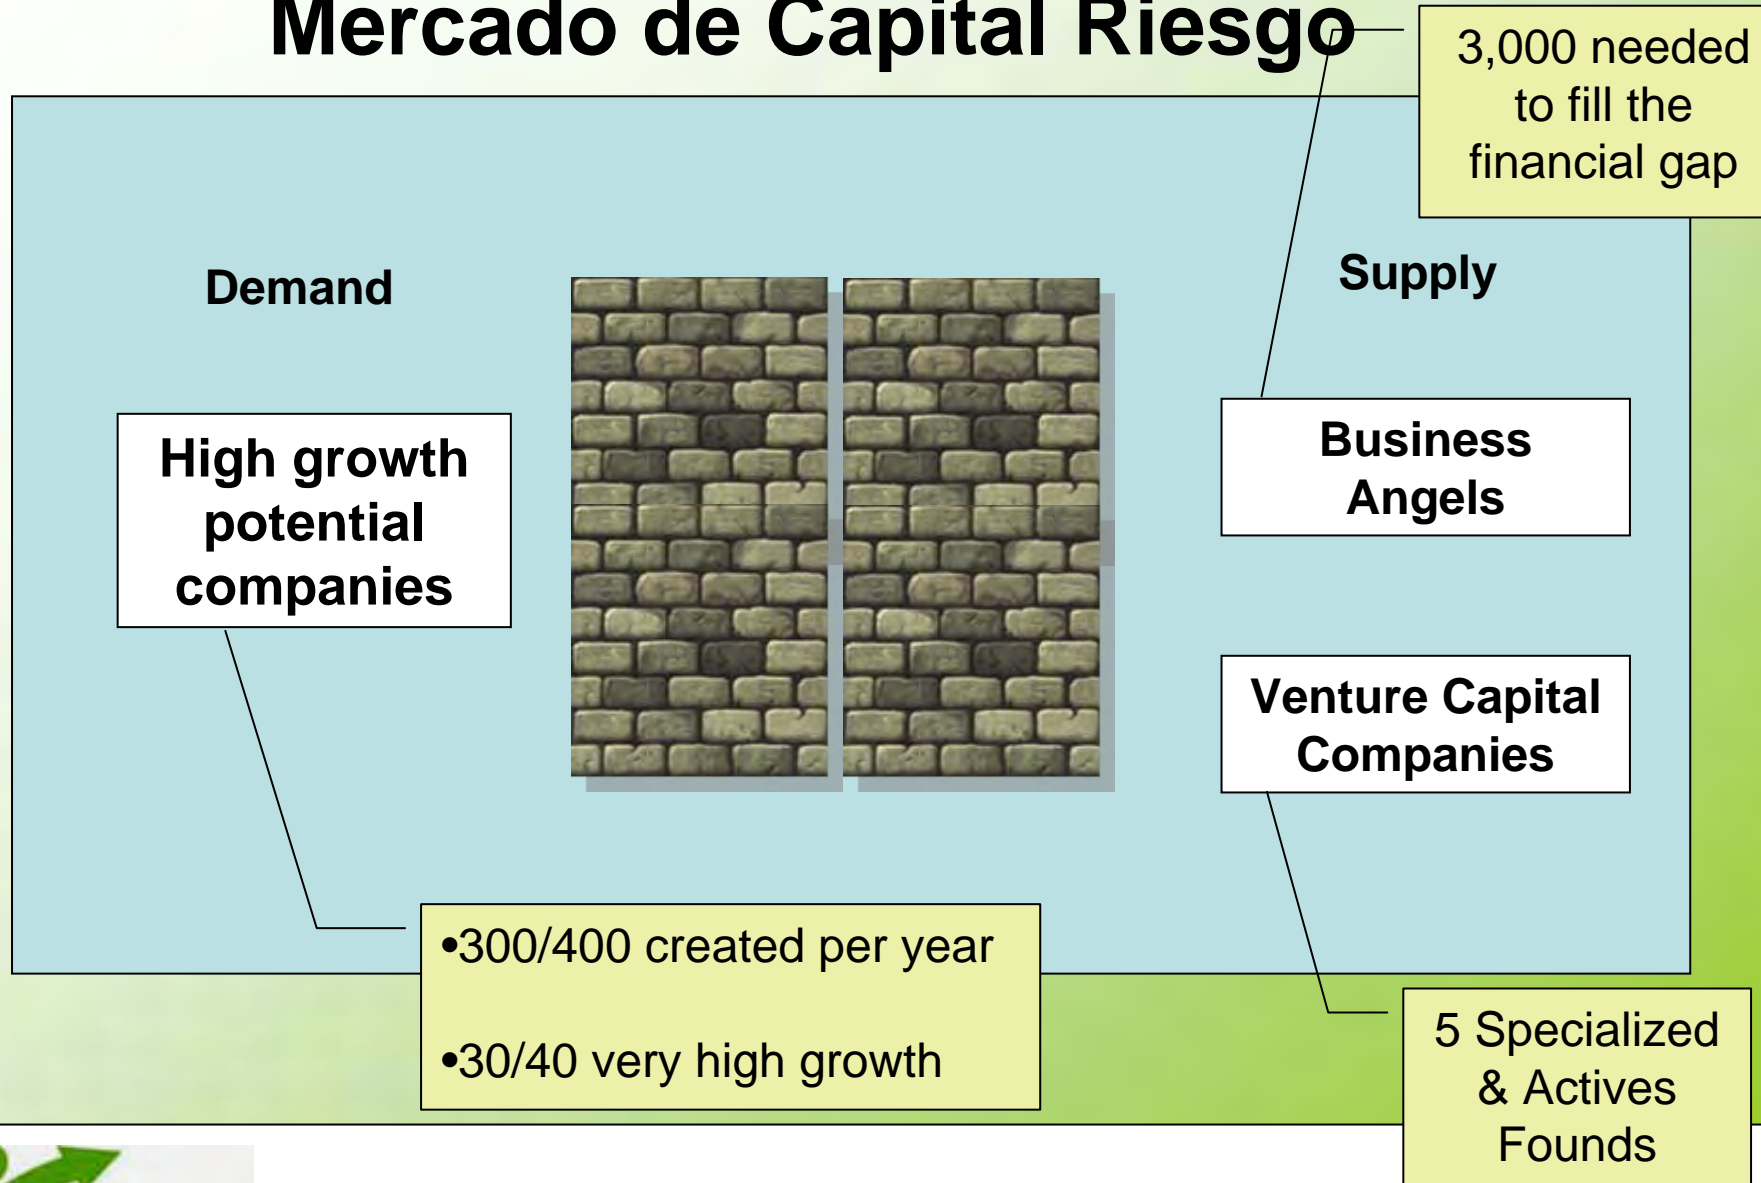 Mercado de Capital Riesgo
3,000 needed
to fill the
financial gap
Demand
Supply
High growth
potential
companies
Business
Angels
Venture Capital
Companies
•300/400 created per year
•30/40 very high growth
5 Specialized
& Actives
Founds